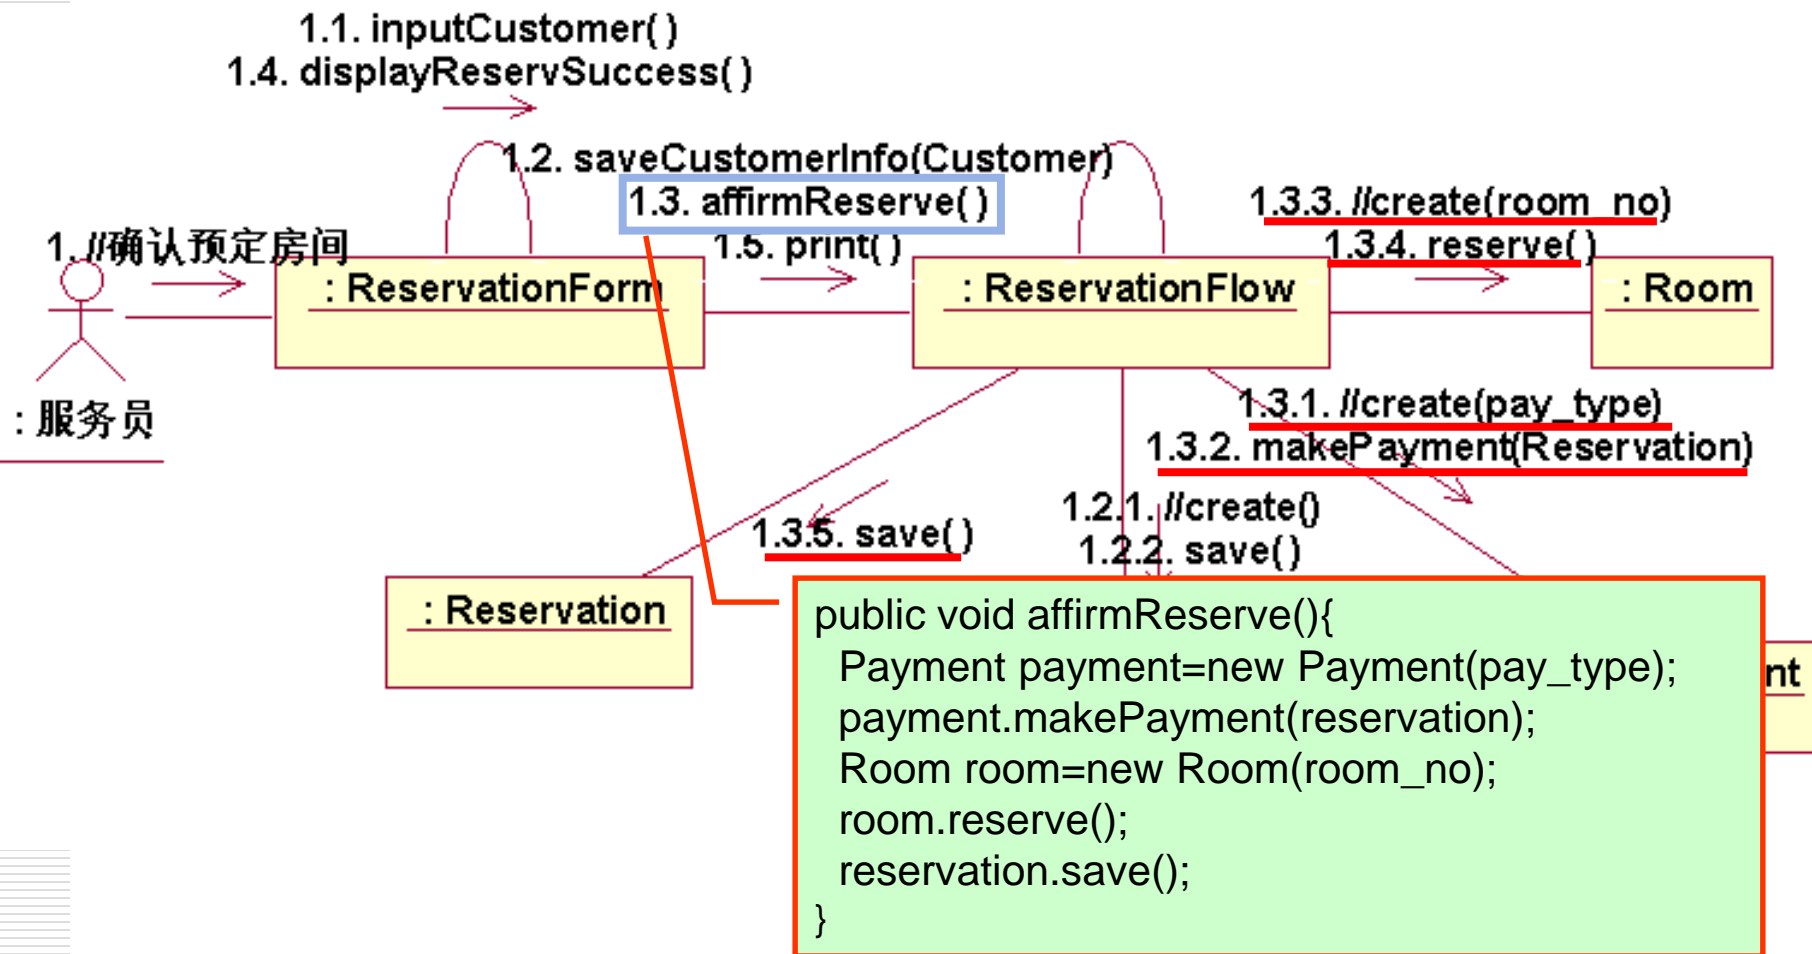 1.1. inputCustomer( )
1.4. displayReservSuccess( )
1.2. saveCustomerInfo(Customer)
1.3. affirmReserve( )
1.5. print( )
1.3.3. //create(room_no)
1.3.4. reserve( )
1. //确认预定房间
: ReservationForm
: ReservationFlow
: Room
: 服务员
1.3.1. //create(pay_type)
1.3.2. makePayment(Reservation)
1.2.1. //create()
1.2.2. save()
1.3.5. save( )
: Reservation
nt
public void affirmReserve(){
Payment payment=new Payment(pay_type);
payment.makePayment(reservation);
Room room=new Room(room_no);
room.reserve();
reservation.save();
}